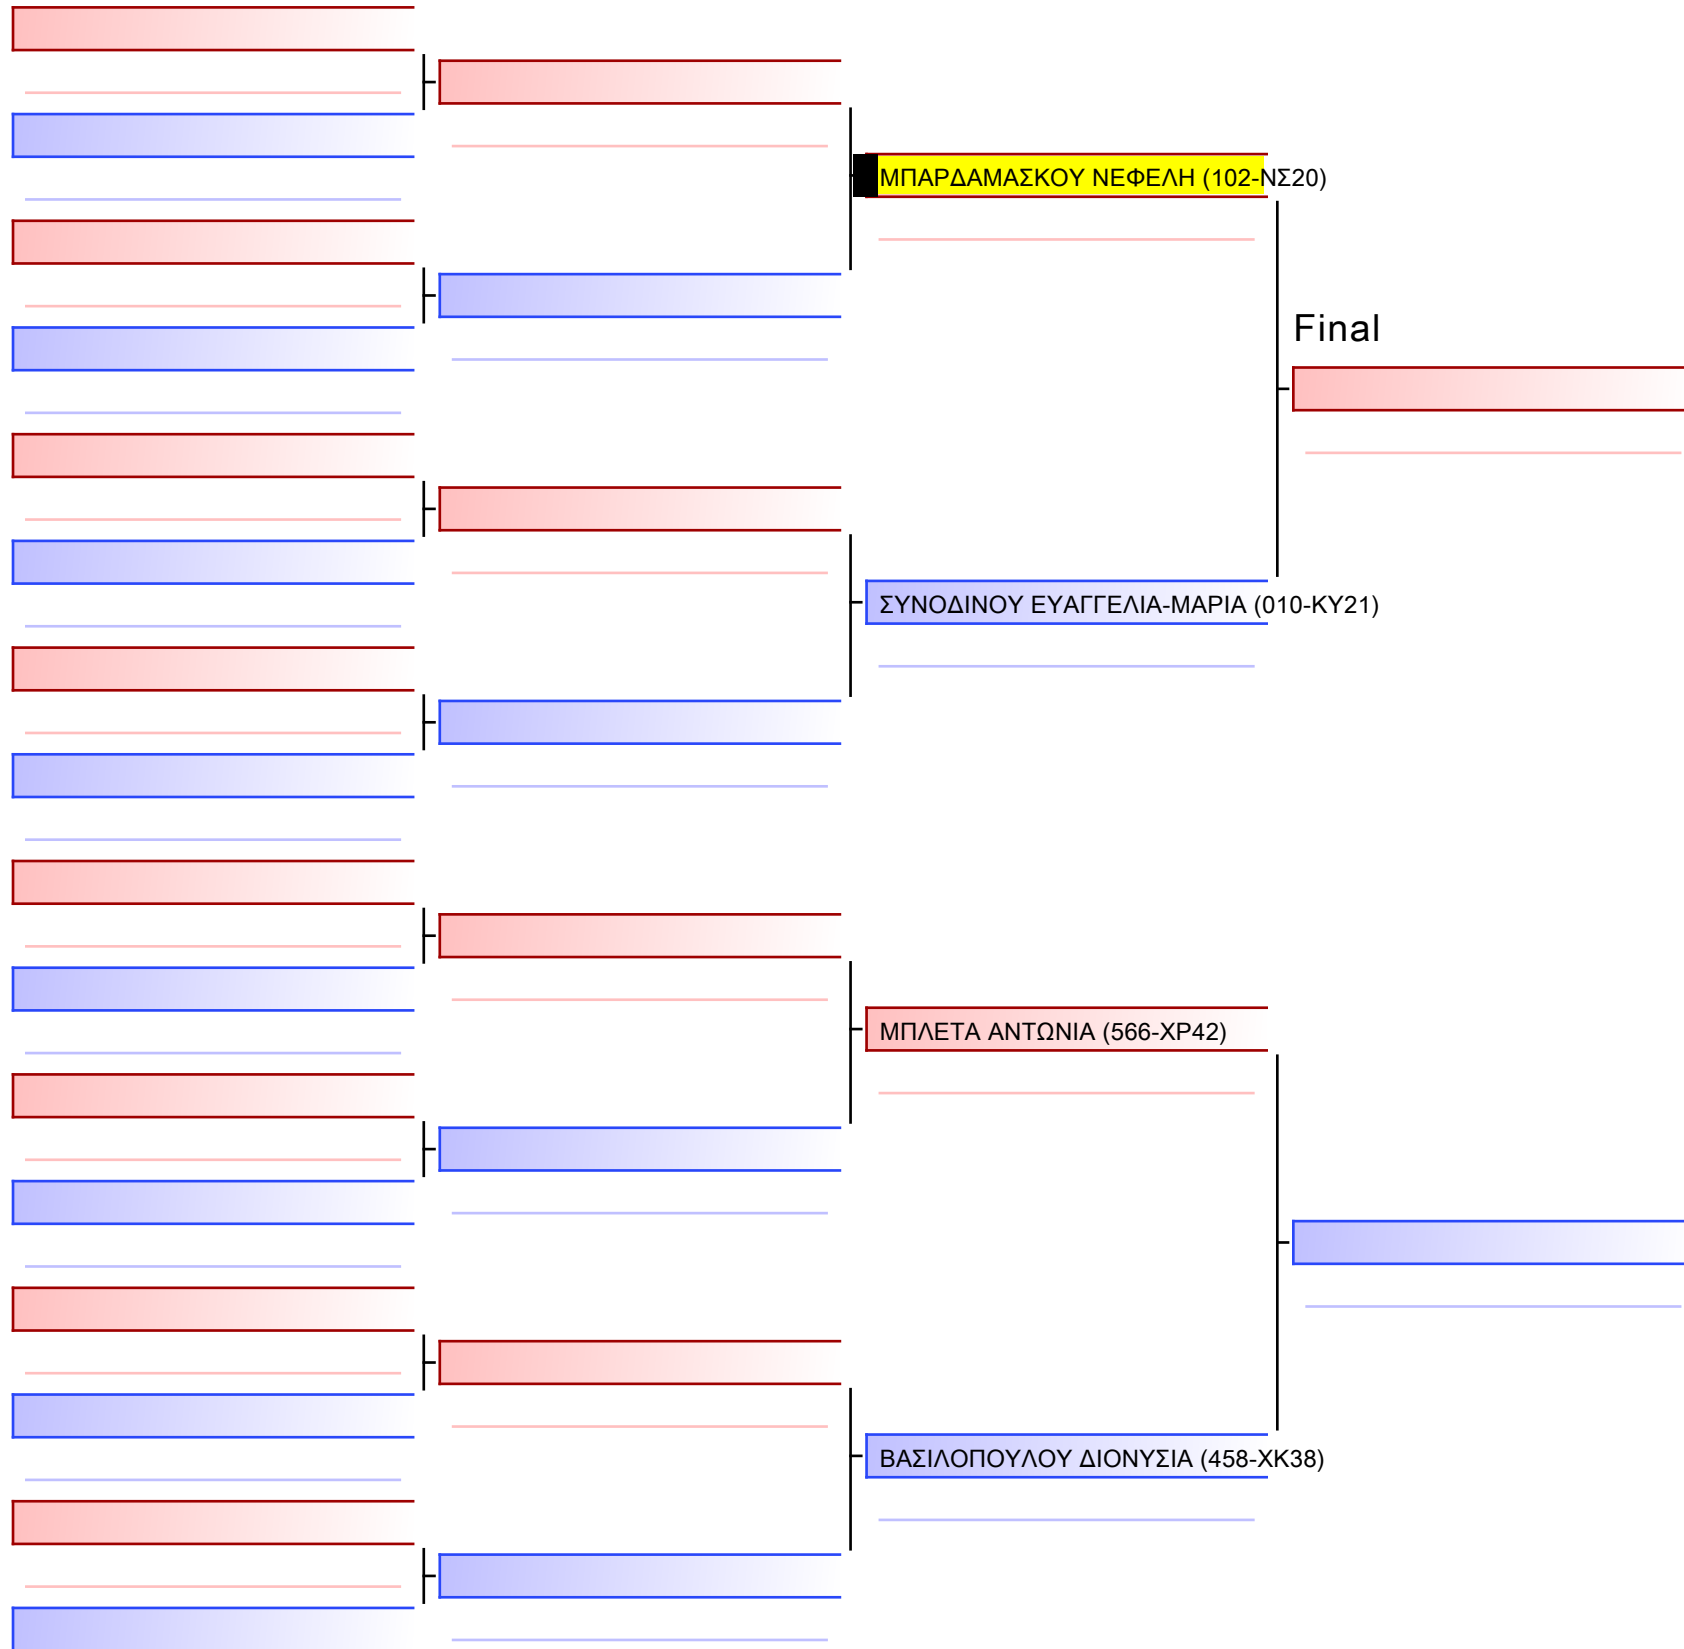 ΜΠΑΡΔΑΜΑΣΚΟΥ ΝΕΦΕΛΗ (102-ΝΣ20)
Final
ΣΥΝΟΔΙΝΟΥ ΕΥΑΓΓΕΛΙΑ-ΜΑΡΙΑ (010-ΚΥ21)
ΜΠΛΕΤΑ ΑΝΤΩΝΙΑ (566-ΧΡ42)
ΒΑΣΙΛΟΠΟΥΛΟΥ ΔΙΟΝΥΣΙΑ (458-ΧΚ38)